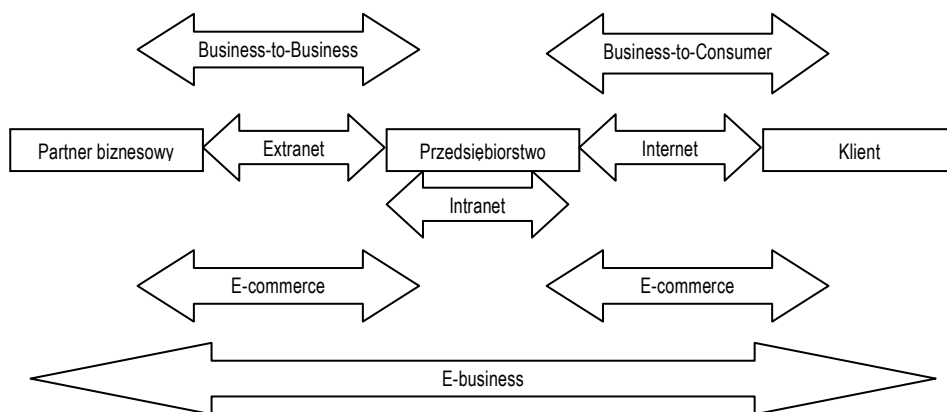 Business-to-Business
Business-to-Consumer
Partner biznesowy
Extranet
Przedsiębiorstwo
Internet
Klient
Intranet
E-commerce
E-commerce
E-business